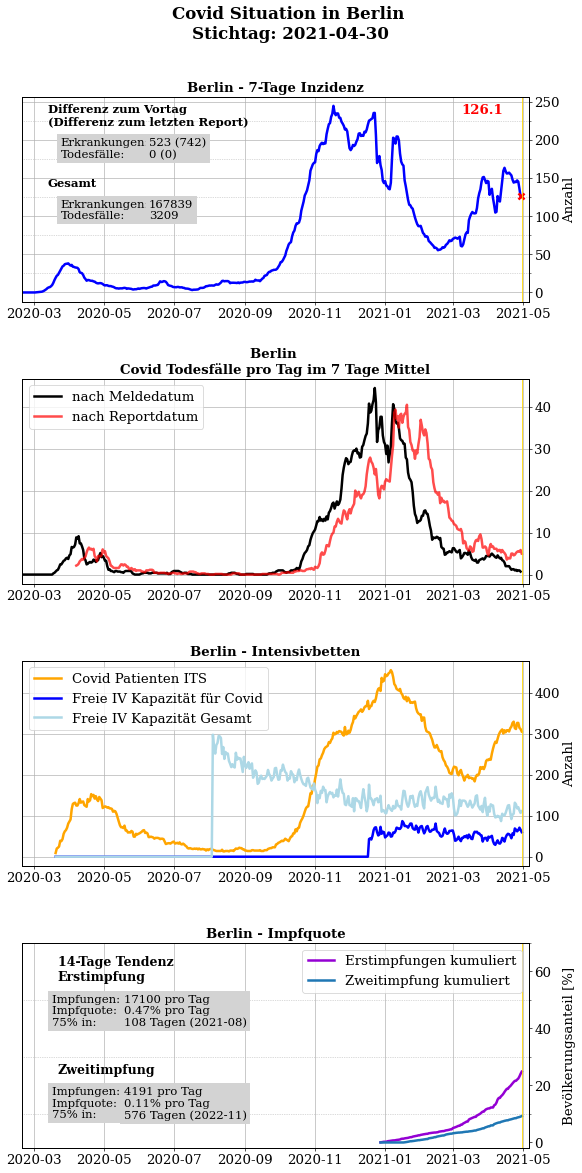 Covid Situation in Berlin
Stichtag: 2021-04-30
Berlin - 7-Tage Inzidenz
Differenz zum Vortag
(Differenz zum letzten Report)
Erkrankungen 523 (742)
Todesfälle: 0 (0)
Gesamt
Erkrankungen 167839
Todesfälle: 3209
126.1
250
200
150
100
50
0
Anzahl
2020-03 2020-05 2020-07 2020-09 2020-11 2021-01 2021-03 2021-05
Berlin
Covid Todesfälle pro Tag im 7 Tage Mittel
nach Meldedatum
nach Reportdatum
40
30
20
10
0
2020-03 2020-05 2020-07 2020-09 2020-11 2021-01 2021-03 2021-05
Berlin - Intensivbetten
Covid Patienten ITS
Freie IV Kapazität für Covid
Freie IV Kapazität Gesamt
400
300
200
100
0
Anzahl
2020-03 2020-05 2020-07 2020-09 2020-11 2021-01 2021-03 2021-05
Berlin - Impfquote
14-Tage Tendenz
Erstimpfung
Impfungen: 17100 pro Tag
Impfquote: 0.47% pro Tag
75% in: 108 Tagen (2021-08)
Zweitimpfung
Impfungen: 4191 pro Tag
Impfquote: 0.11% pro Tag
75% in: 576 Tagen (2022-11)
Erstimpfungen kumuliert
Zweitimpfung kumuliert
60
40
20
0
Bevölkerungsanteil [%]
2020-03 2020-05 2020-07 2020-09 2020-11 2021-01 2021-03 2021-05